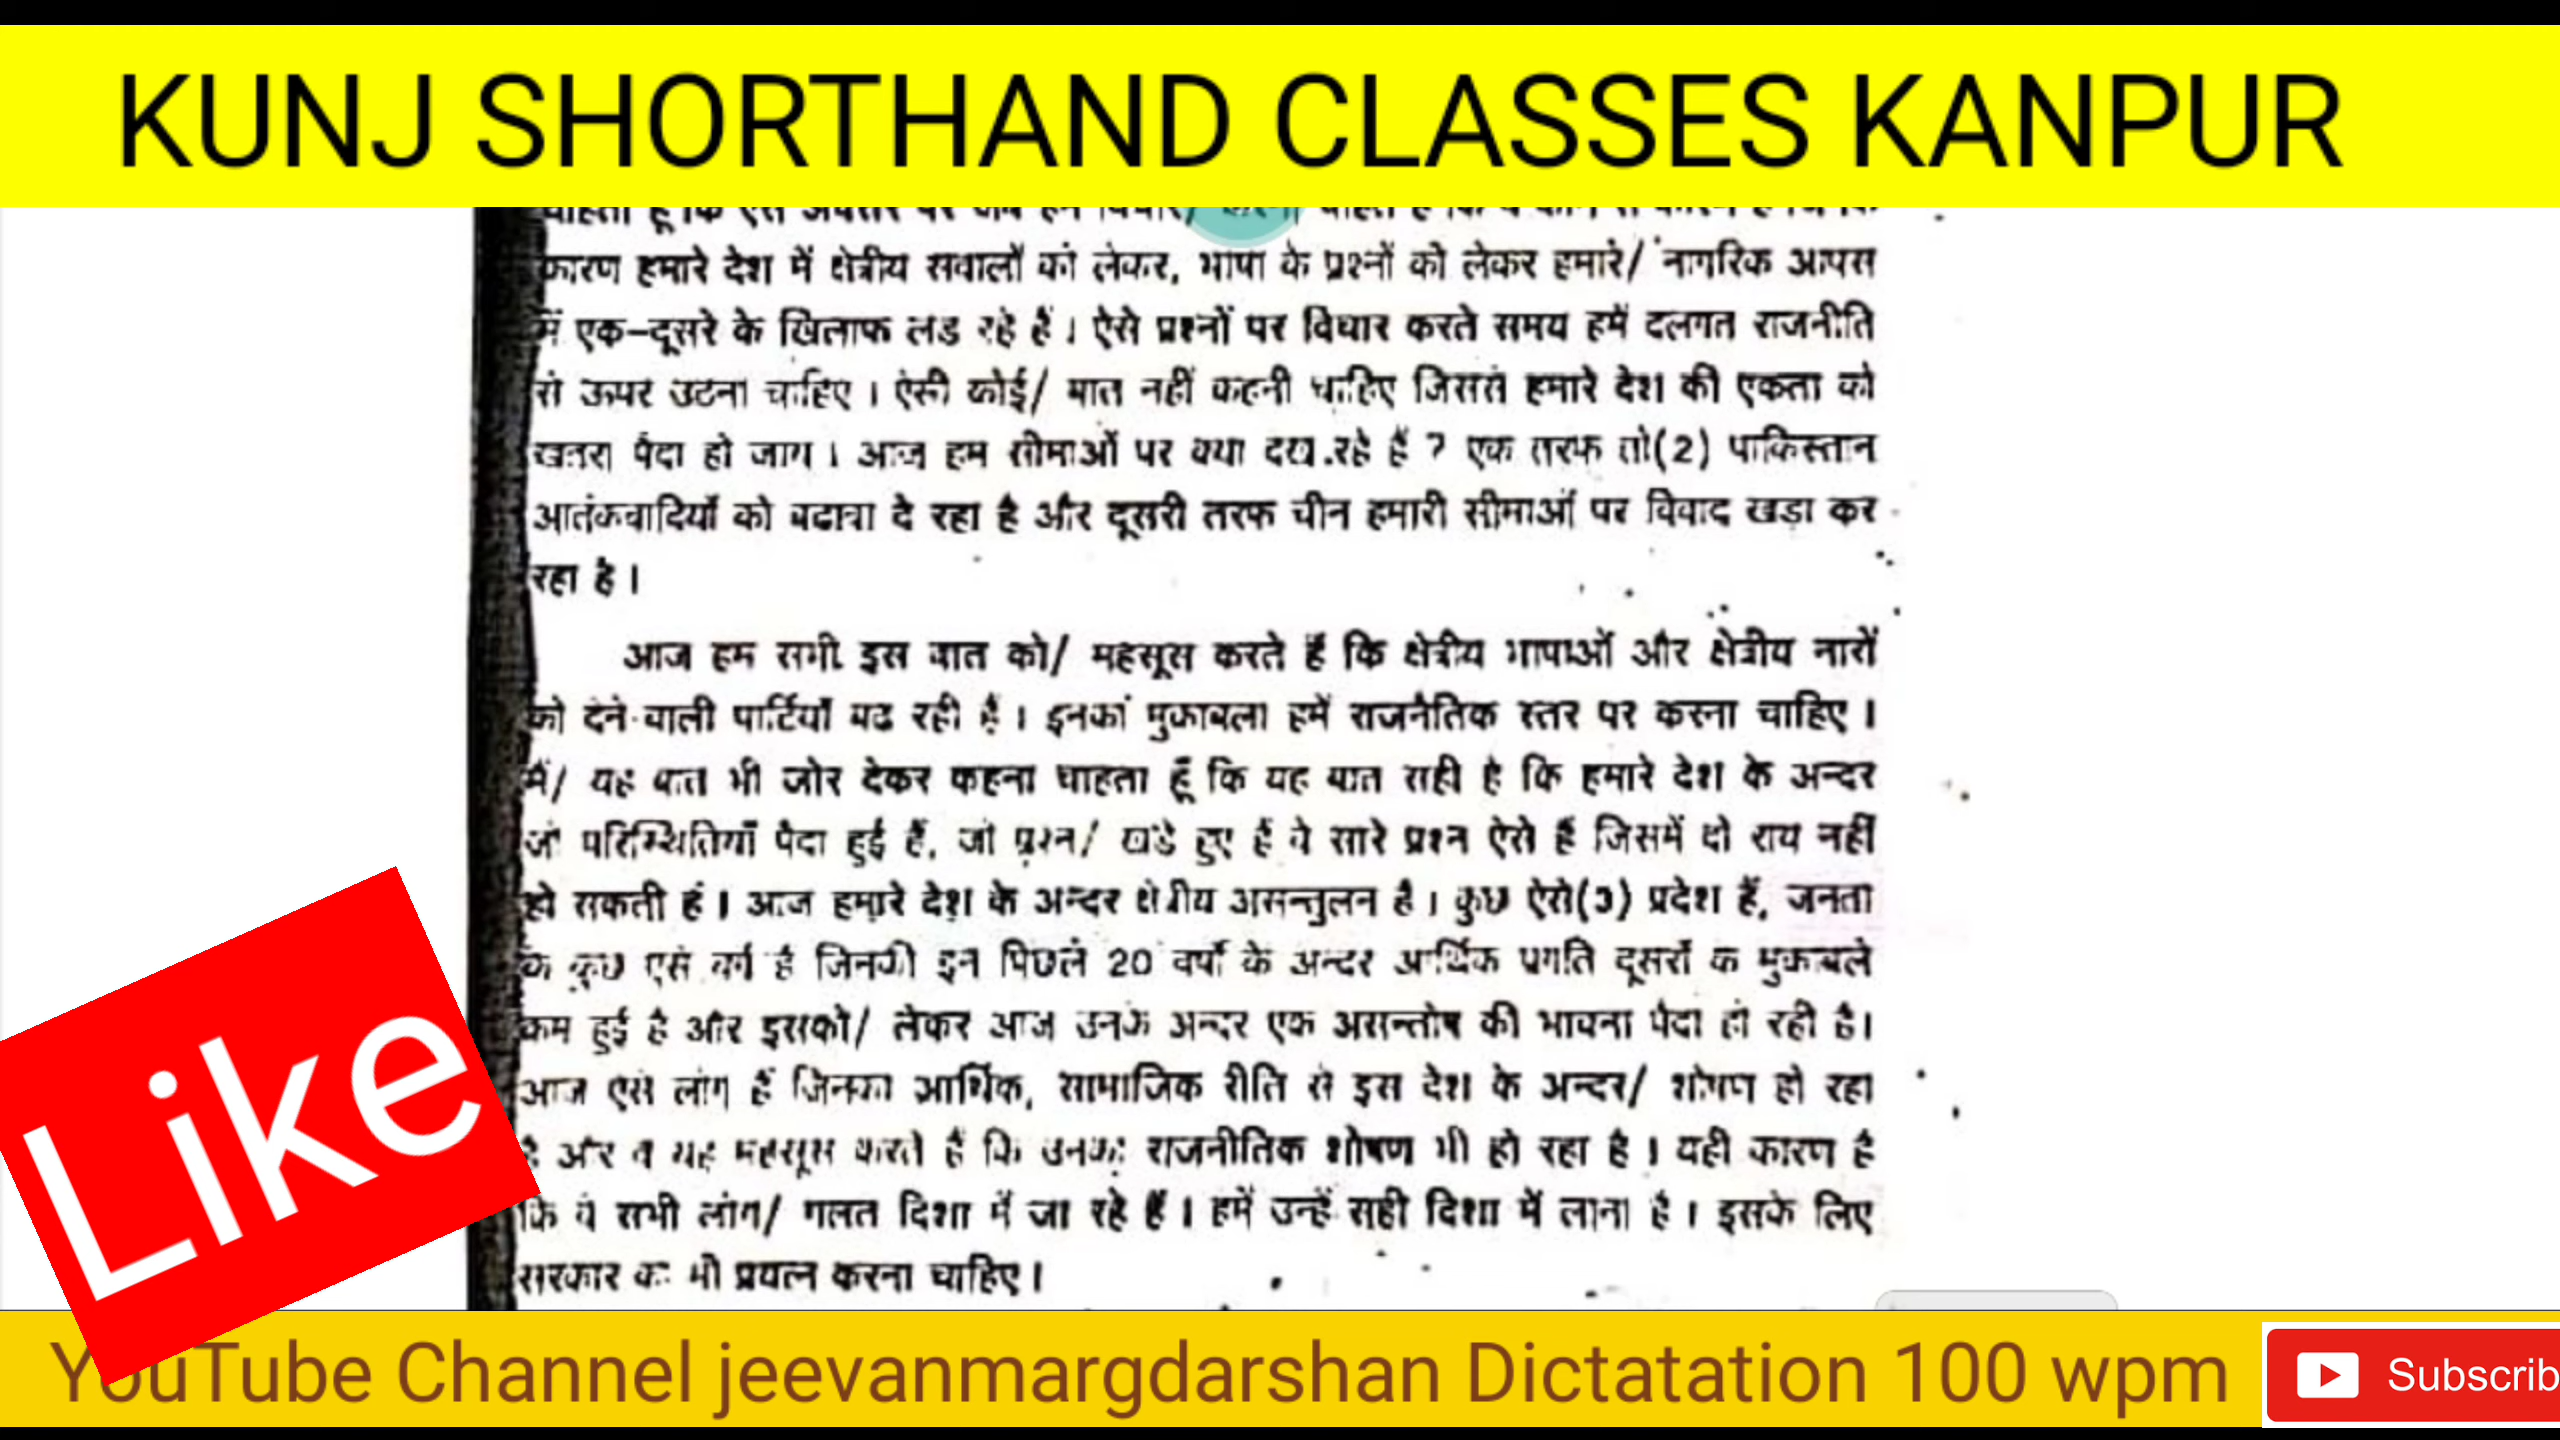 KUNJ SHORTHAND CLASSES KANPUR
कारण हमारे देश में क्षेत्रीय सवालों को लेकर, भाषा के प्रश्नों को लेकर हमारे/ नागरिक आपस
में एक-दूसरे के खिलाफ लड रहे हैं । ऐसे प्रश्नों पर विचार करते समय हमें दलगत राजनीति
से ऊपर उठना चाहिए । ऐसी कोई/ बात नहीं कहनी चाहिए जिससे हमारे देश की एकता को
खतरा पैदा हो जाय । आज हम सीमाओं पर क्या देख रहे हैं ? एक तरफ तो(2) पाकिस्तान
आतंकवादियों को बढावा दे रहा है और दूसरी तरफ चीन हमारी सीमाओं पर विवाद खडा कर
रहा है ।
आज हम सभी इस बात को/ महसूस करते हैं कि क्षेत्रीय भाषाओं और क्षेत्रीय नारों
को देने वाली पार्टियाँ बढ रही हैं । इनका मुकाबला हमें राजनैतिक स्तर पर करना चाहिए ।
मैं/ यह बात भी जोर देकर कहना चाहता हूँ कि यह बात सही है कि हमारे देश के अन्दर
जो परिस्थितियाँ पैदा हुई हैं, जो प्रश्न/ खडे हुए हैं वे सारे प्रश्न ऐसे हैं जिसमें दो राय नहीं
हो सकती हैं । आज हमारे देश के अन्दर क्षेत्रीय असन्तुलन है । कुछ ऐसे(3) प्रदेश हैं, जनता
के कुछ ऐसे वर्ग है जिनकी इन पिछले 20 वर्षों के अन्दर आर्थिक प्रगति दूसरों के मुकाबले
कम हुई है और इसको/ लेकर आज उनके अन्दर एक असन्तोष की भावना पैदा हो रही है।
आज ऐसे लोग हैं जिनका आर्थिक, सामाजिक रीति से इस देश के अन्दर/ शोषण हो रहा
है और वे यह महसूस करते हैं कि उनका राजनीतिक शोषण भी हो रहा है । यही कारण है
कि वे सभी लोग/ गलत दिशा में जा रहे हैं । हमें उन्हें सही दिशा में लाना है । इसके लिए
सरकार को भी प्रयत्न करना चाहिए ।
Like
YouTube Channel jeevanmargdarshan Dictatation 100 wpm
Subscrib